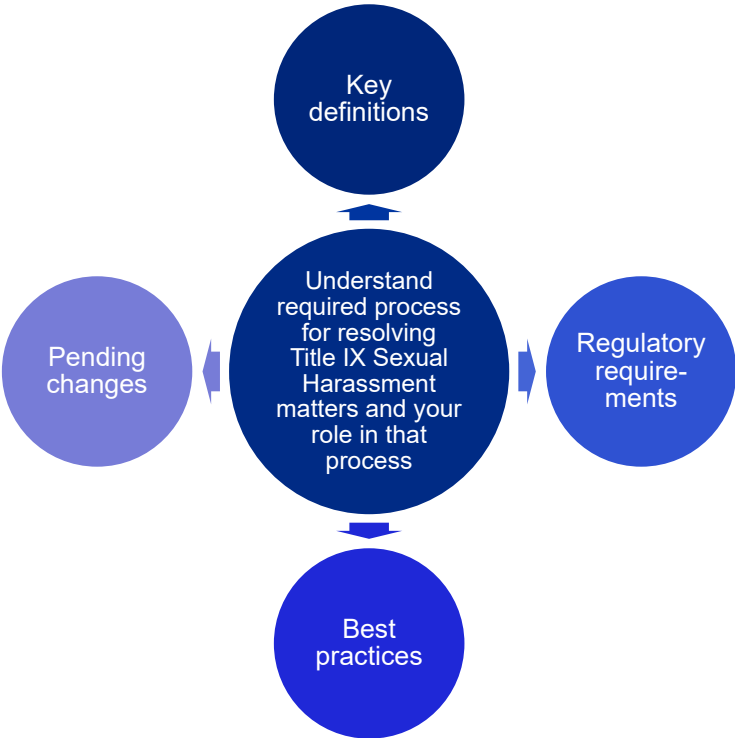 Key
definitions
Understand
required process
for resolving
Title IX Sexual
Harassment
matters and your
role in that
process
Pending
changes
Regulatory
require-
ments
Best
practices